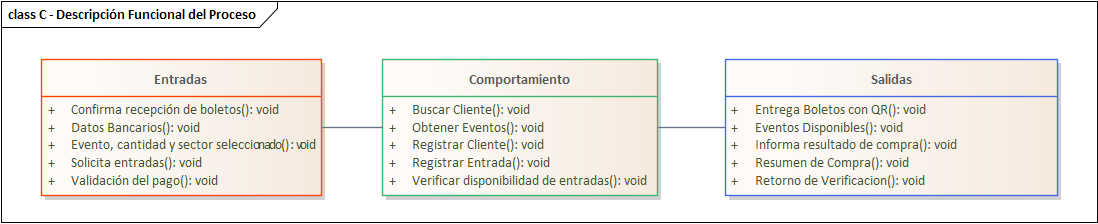 class C - Descripción Funcional del Proceso
Entradas
+ Confirma recepción de boletos(): void
+ Datos Bancarios(): void
+ Evento, cantidad y sector seleccionado(): void
+ Solicita entradas(): void
+ Validación del pago(): void
Comportamiento
+ Buscar Cliente(): void
+ Obtener Eventos(): void
+ Registrar Cliente(): void
+ Registrar Entrada(): void
+ Verificar disponibilidad de entradas(): void
Salidas
+ Entrega Boletos con QR(): void
+ Eventos Disponibles(): void
+ Informa resultado de compra(): void
+ Resumen de Compra(): void
+ Retorno de Verificacion(): void